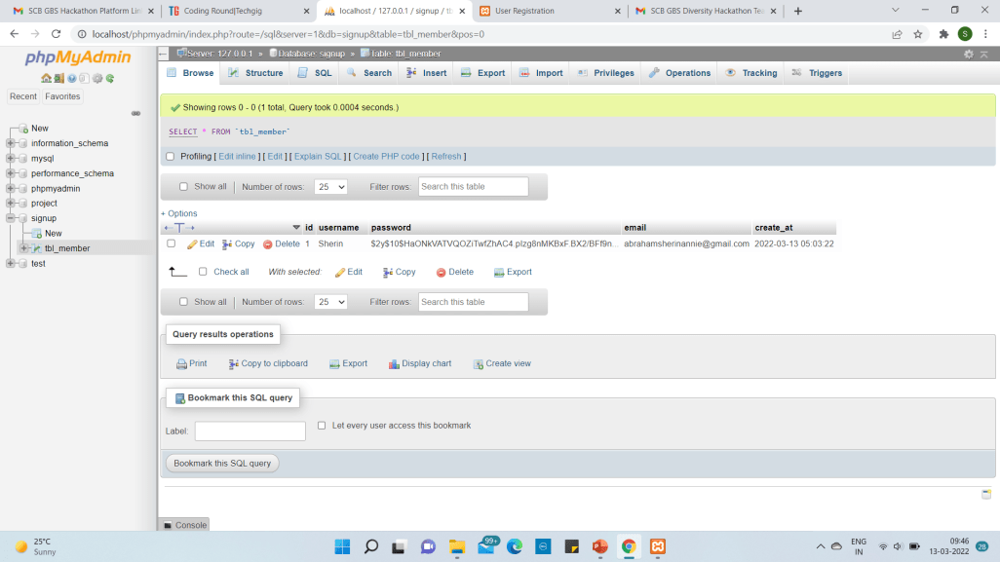 SCB GBS Hackathon Platform Lin
Coding Round|Techgig
localhost / 127.0.0.1 / signup / tb
User Registration
SCB GBS Diversity Hackathon Tea
localhost/phpmyadmin/index.php?route=/sql&server=1&db=signup&table=tbl_member&pos=0
S
phpMyAdmin
Recent Favorites
New
information_schema
mysql
performance_schema
phpmyadmin
project
signup
New
tbl_member
test
Server: 127.0.0.1 » Database: signup » Table: tbl_member
Browse Structure SQL Search Insert Export Import Privileges Operations Tracking Triggers
Showing rows 0 - 0 (1 total, Query took 0.0004 seconds.)
SELECT * FROM `tbl_member`
Profiling [ Edit inline ] [ Edit ] [ Explain SQL ] [ Create PHP code ] [ Refresh ]
Show all Number of rows: 25 Filter rows: Search this table
+ Options
id username password email create_at
Edit Copy Delete 1 Sherin $2y$10$HaONkVATVQOZiTwfZhAC4.pIzg8nMKBxF.BX2/BFf9n... abrahamsherinannie@gmail.com 2022-03-13 05:03:22
Check all With selected: Edit Copy Delete Export
Show all Number of rows: 25 Filter rows: Search this table
Query results operations
Print Copy to clipboard Export Display chart Create view
Bookmark this SQL query
Label: Let every user access this bookmark
Bookmark this SQL query
Console
25°C
Sunny
99+
ENG
IN
09:46
13-03-2022
28